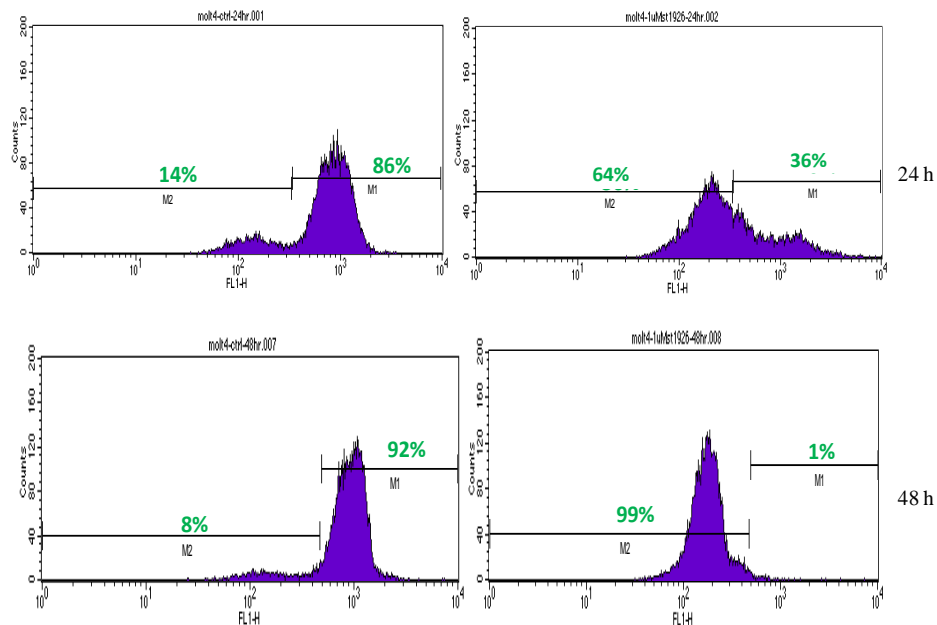 molt4-ctrl-24hr.001
200
160
120
80
40
0
Counts
14%
86%
M2
M1
10^0
10^1
10^2
10^3
10^4
FL1-H
molt4-1uMst1926-24hr.002
200
160
120
80
40
0
Counts
64%
36%
M2
M1
10^0
10^1
10^2
10^3
10^4
FL1-H
24 h
molt4-ctrl-48hr.007
200
160
120
80
40
0
Counts
92%
M1
8%
M2
10^0
10^1
10^2
10^3
10^4
FL1-H
molt4-1uMst1926-48hr.008
200
160
120
80
40
0
Counts
1%
M1
99%
M2
10^0
10^1
10^2
10^3
10^4
FL1-H
48 h